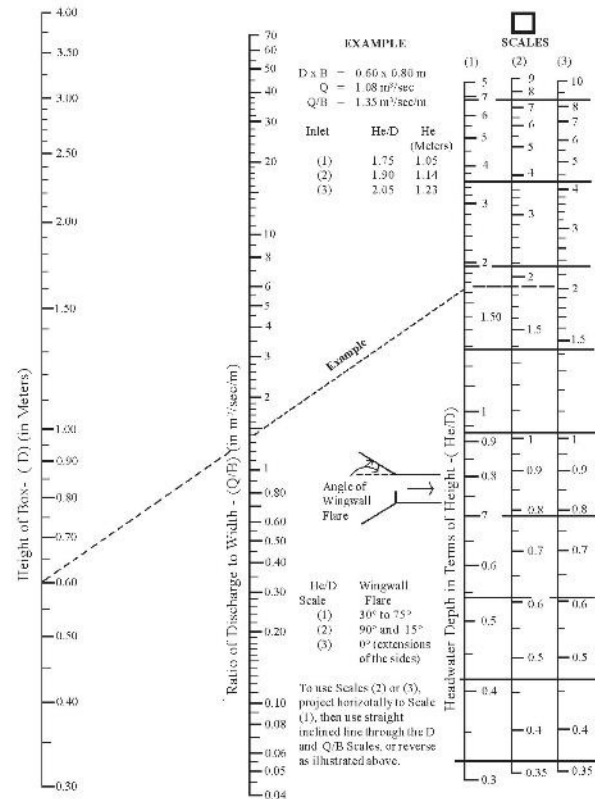 4.00
3.50
3.00
2.50
2.00
1.50
1.00
0.90
0.80
0.70
0.60
0.50
0.40
0.30
Height of Box- ( D) (in Meters)
70
60
50
40
30
20
10
8
6
5
4
3
2
1
0.80
0.60
0.50
0.40
0.30
0.20
0.10
0.08
0.06
0.05
0.04
Ratio of Discharge to Width - (Q/B) (in m³/sec/m)
EXAMPLE
D x B = 0.60 x 0.80 m
Q = 1.08 m³/sec
Q/B = 1.35 m³/sec/m
Inlet He/D He
(Meters)
(1) 1.75 1.05
(2) 1.90 1.14
(3) 2.05 1.23
Example
Angle of
Wingwall
Flare
He/D Wingwall
Scale Flare
(1) 30° to 75°
(2) 90° and 15°
(3) 0° (extensions
of the sides)
To use Scales (2) or (3),
project horizotally to Scale
(1), then use straight
inclined line through the D
and Q/B Scales, or reverse
as illustrated above.
Headwater Depth in Terms of Height -( He/D)
SCALES
(1) (2) (3)
5
7
6
5
4
3
2
1.50
1
0.9
0.8
7
0.6
0.5
0.4
0.3
9
8
7
6
5
4
3
2
1.5
1
0.9
0.8
0.7
0.6
0.5
0.4
0.35
10
8
7
6
5
4
3
2
1.5
1
0.9
0.8
0.7
0.6
0.5
0.4
0.35